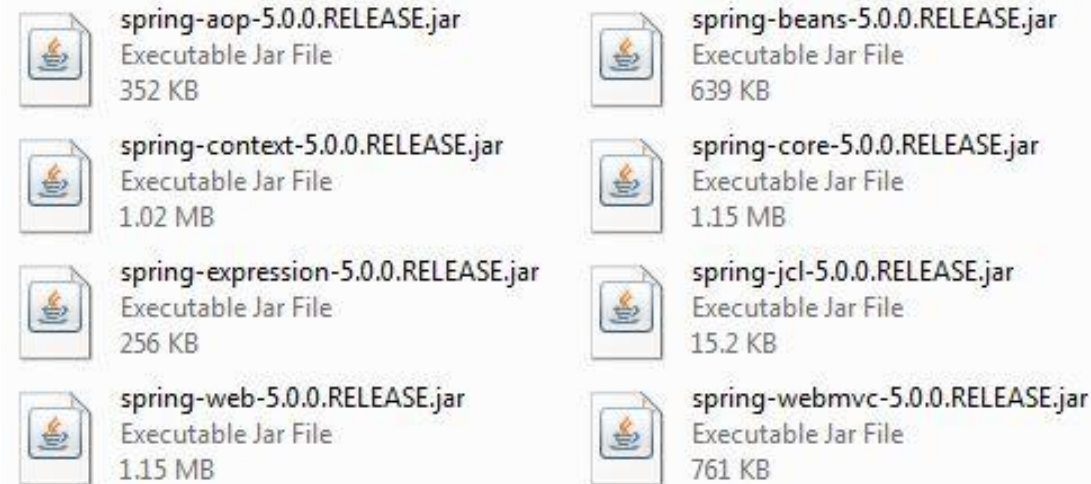 spring-aop-5.0.0.RELEASE.jar
Executable Jar File
352 KB
spring-beans-5.0.0.RELEASE.jar
Executable Jar File
639 KB
spring-context-5.0.0.RELEASE.jar
Executable Jar File
1.02 MB
spring-core-5.0.0.RELEASE.jar
Executable Jar File
1.15 MB
spring-expression-5.0.0.RELEASE.jar
Executable Jar File
256 KB
spring-jcl-5.0.0.RELEASE.jar
Executable Jar File
15.2 KB
spring-web-5.0.0.RELEASE.jar
Executable Jar File
1.15 MB
spring-webmvc-5.0.0.RELEASE.jar
Executable Jar File
761 KB